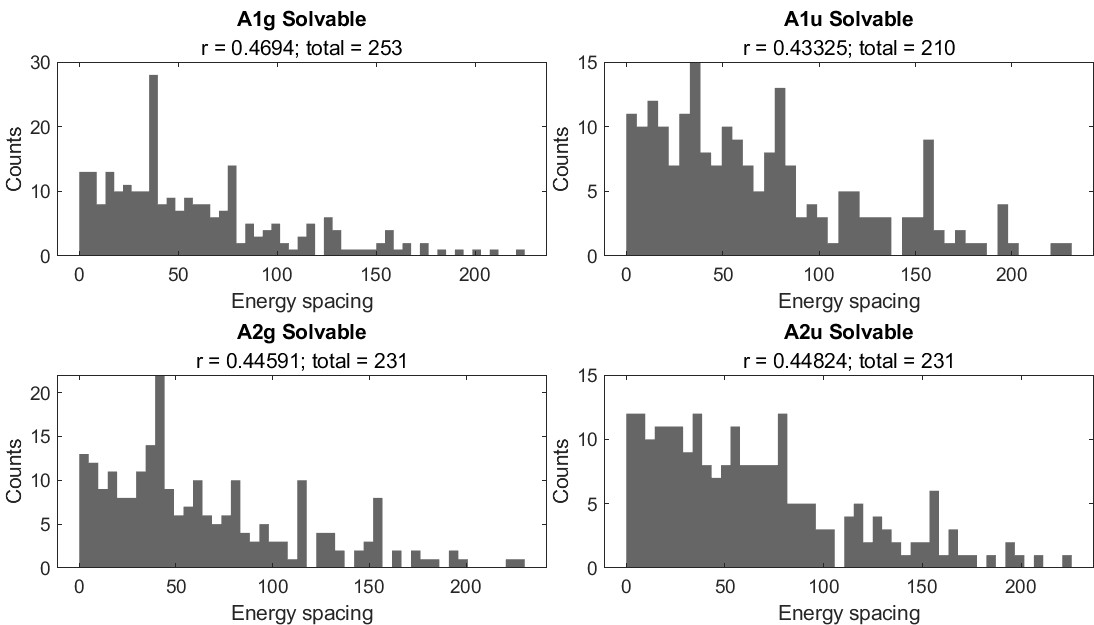 A1g Solvable
r = 0.4694; total = 253
30
20
10
0
Counts
0 50 100 150 200
Energy spacing
A1u Solvable
r = 0.43325; total = 210
15
10
5
0
Counts
0 50 100 150 200
Energy spacing
A2g Solvable
r = 0.44591; total = 231
20
15
10
5
0
Counts
0 50 100 150 200
Energy spacing
A2u Solvable
r = 0.44824; total = 231
15
10
5
0
Counts
0 50 100 150 200
Energy spacing